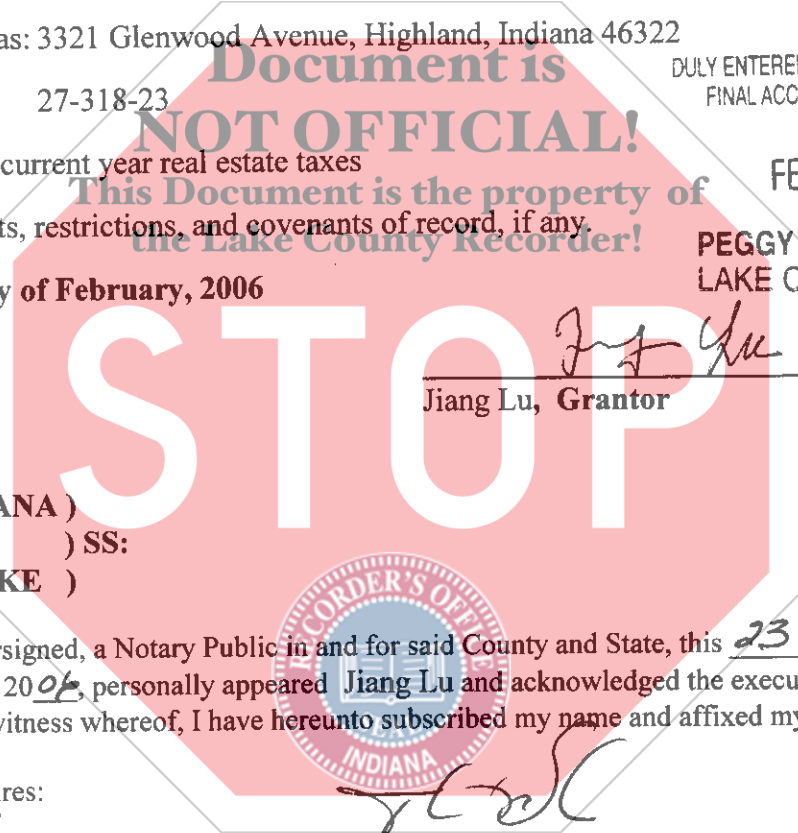 as: 3321 Glenwood Avenue, Highland, Indiana 46322
Document is
DULY ENTERE
FINAL ACC
27-318-23
NOT OFFICIAL!
current year real estate taxes
FE
This Document is the property of
ts, restrictions, and covenants of record, if any.
the Lake County Recorder!
PEGGY
LAKE C
y of February, 2006
STOP
Jiang Lu, Grantor
ANA )
) SS:
KE )
RECORDER'S OFFICE
rsigned, a Notary Public in and for said County and State, this 23
2006, personally appeared Jiang Lu and acknowledged the execu
witness whereof, I have hereunto subscribed my name and affixed my
SEAL
INDIANA
res: